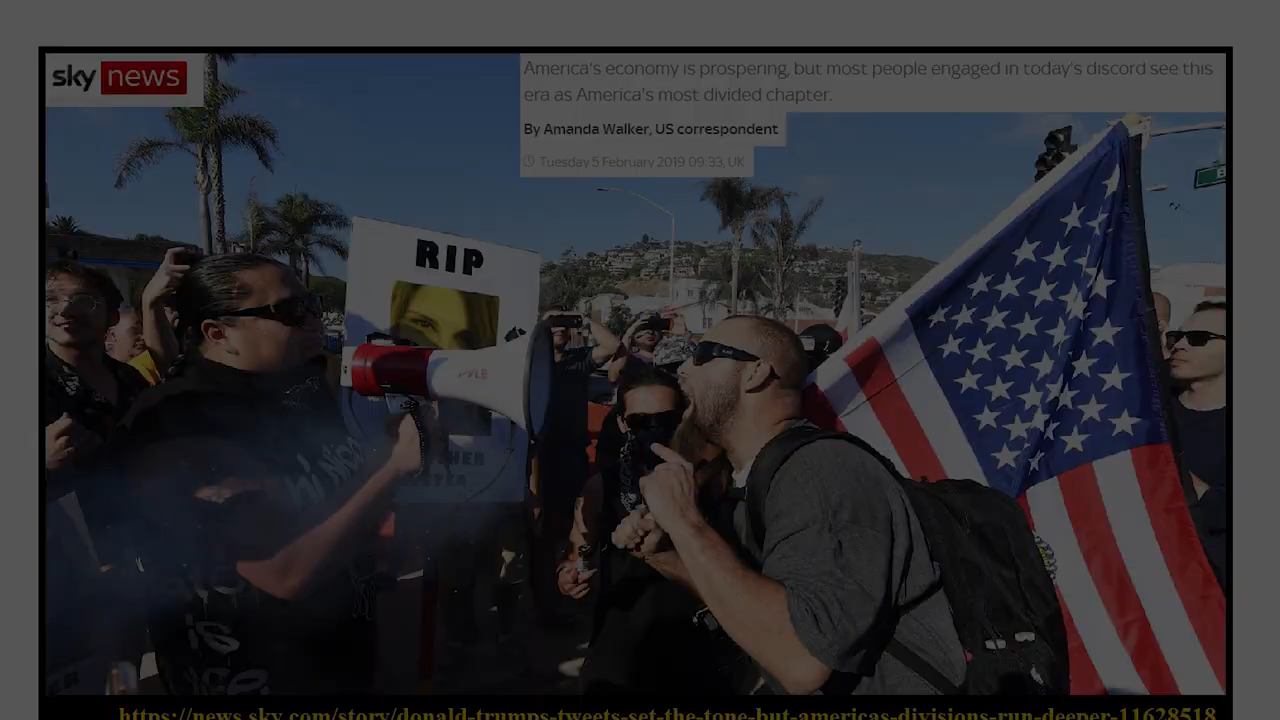 sky news
America's economy is prospering, but most people engaged in today's discord see this
era as America's most divided chapter.
By Amanda Walker, US correspondent
Tuesday 5 February 2019 09:33, UK
RIP
PYLE
https://news.sky.com/story/donald-trumps-tweets-set-the-tone-but-americas-divisions-run-deeper-11628518